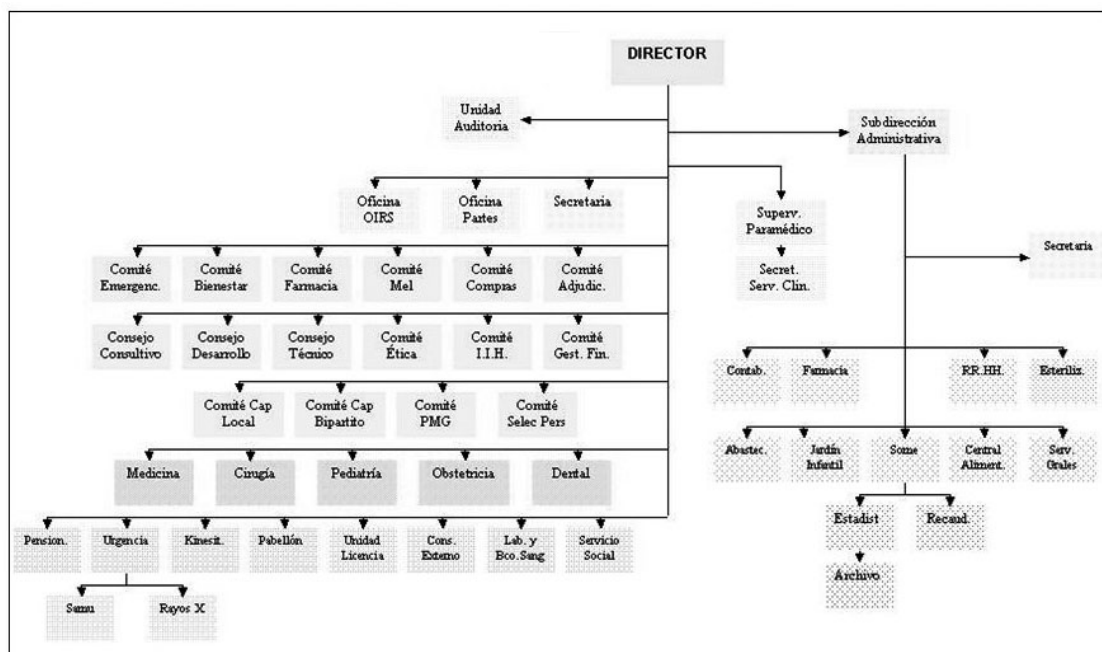 DIRECTOR
Unidad
Auditoria
Subdirección
Administrativa
Oficina
OIRS
Oficina
Partes
Secretaria
Superv.
Paramédico
Secret.
Serv. Clin.
Secretaria
Comité
Emergenc.
Comité
Bienestar
Comité
Farmacia
Comité
Mel
Comité
Compras
Comité
Adjudic.
Consejo
Consultivo
Consejo
Desarrollo
Consejo
Técnico
Comité
Ética
Comité
I.I.H.
Comité
Gest. Fin.
Contab.
Farmacia
RR.HH.
Esteriliz.
Comité Cap
Local
Comité Cap
Bipartito
Comité
PMG
Comité
Selec Pers
Abastec.
Jardín
Infantil
Some
Central
Aliment.
Serv.
Grales
Medicina
Cirugía
Pediatría
Obstetricia
Dental
Estadist
Recaud.
Archivo
Pension.
Urgencia
Kinesit.
Pabellón
Unidad
Licencia
Cons.
Externo
Lab. y
Bco.Sang
Servicio
Social
Samu
Rayos X